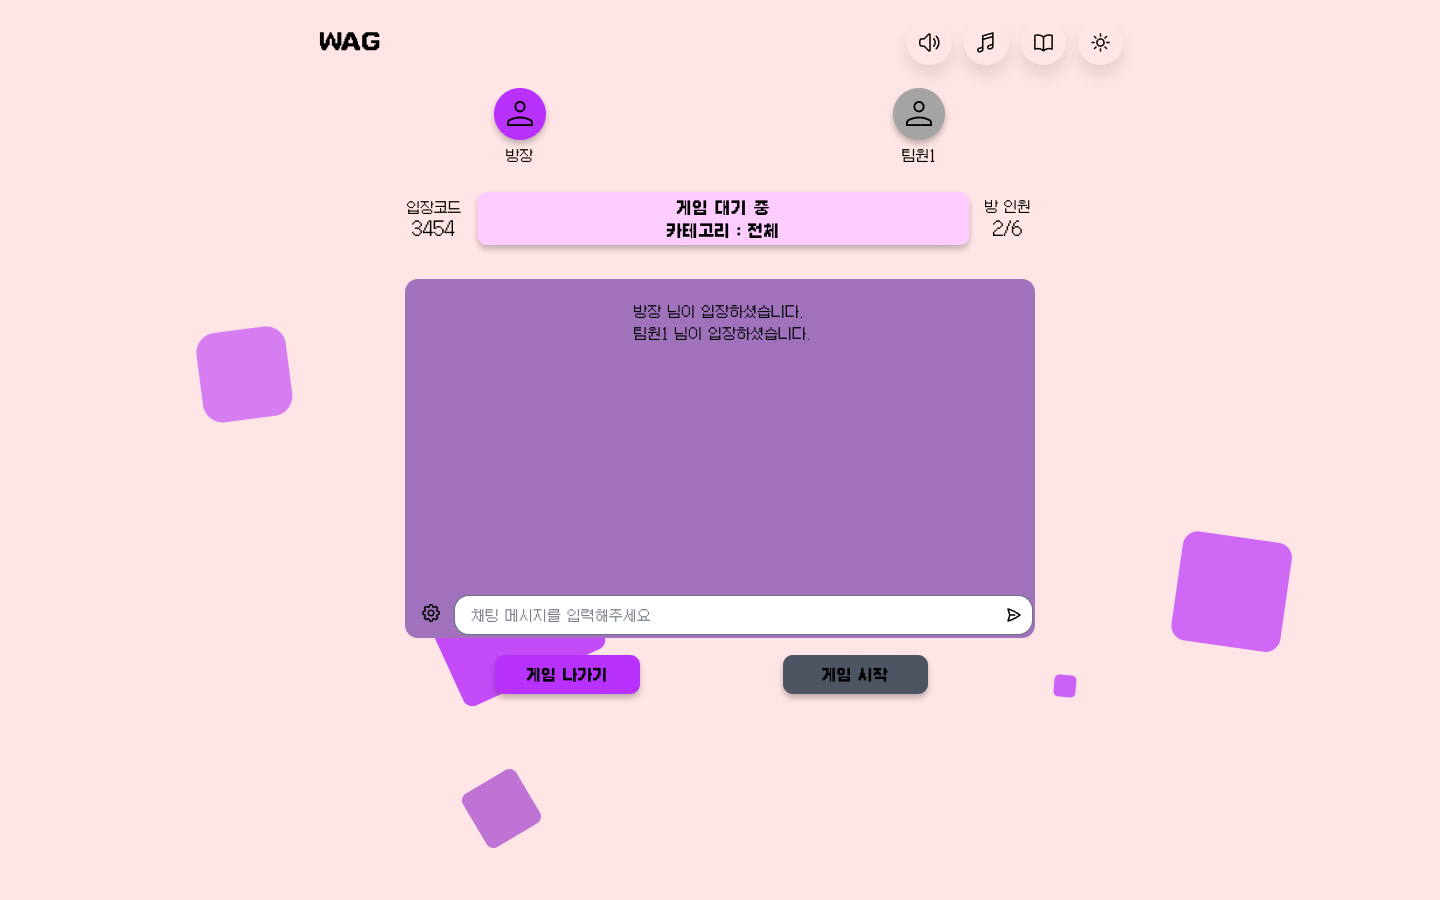 WAG
방장
팀원1
입장코드
3454
게임 대기 중
카테고리 : 전체
방 인원
2/6
방장 님이 입장하셨습니다.
팀원1 님이 입장하셨습니다.
채팅 메시지를 입력해주세요
게임 나가기
게임 시작